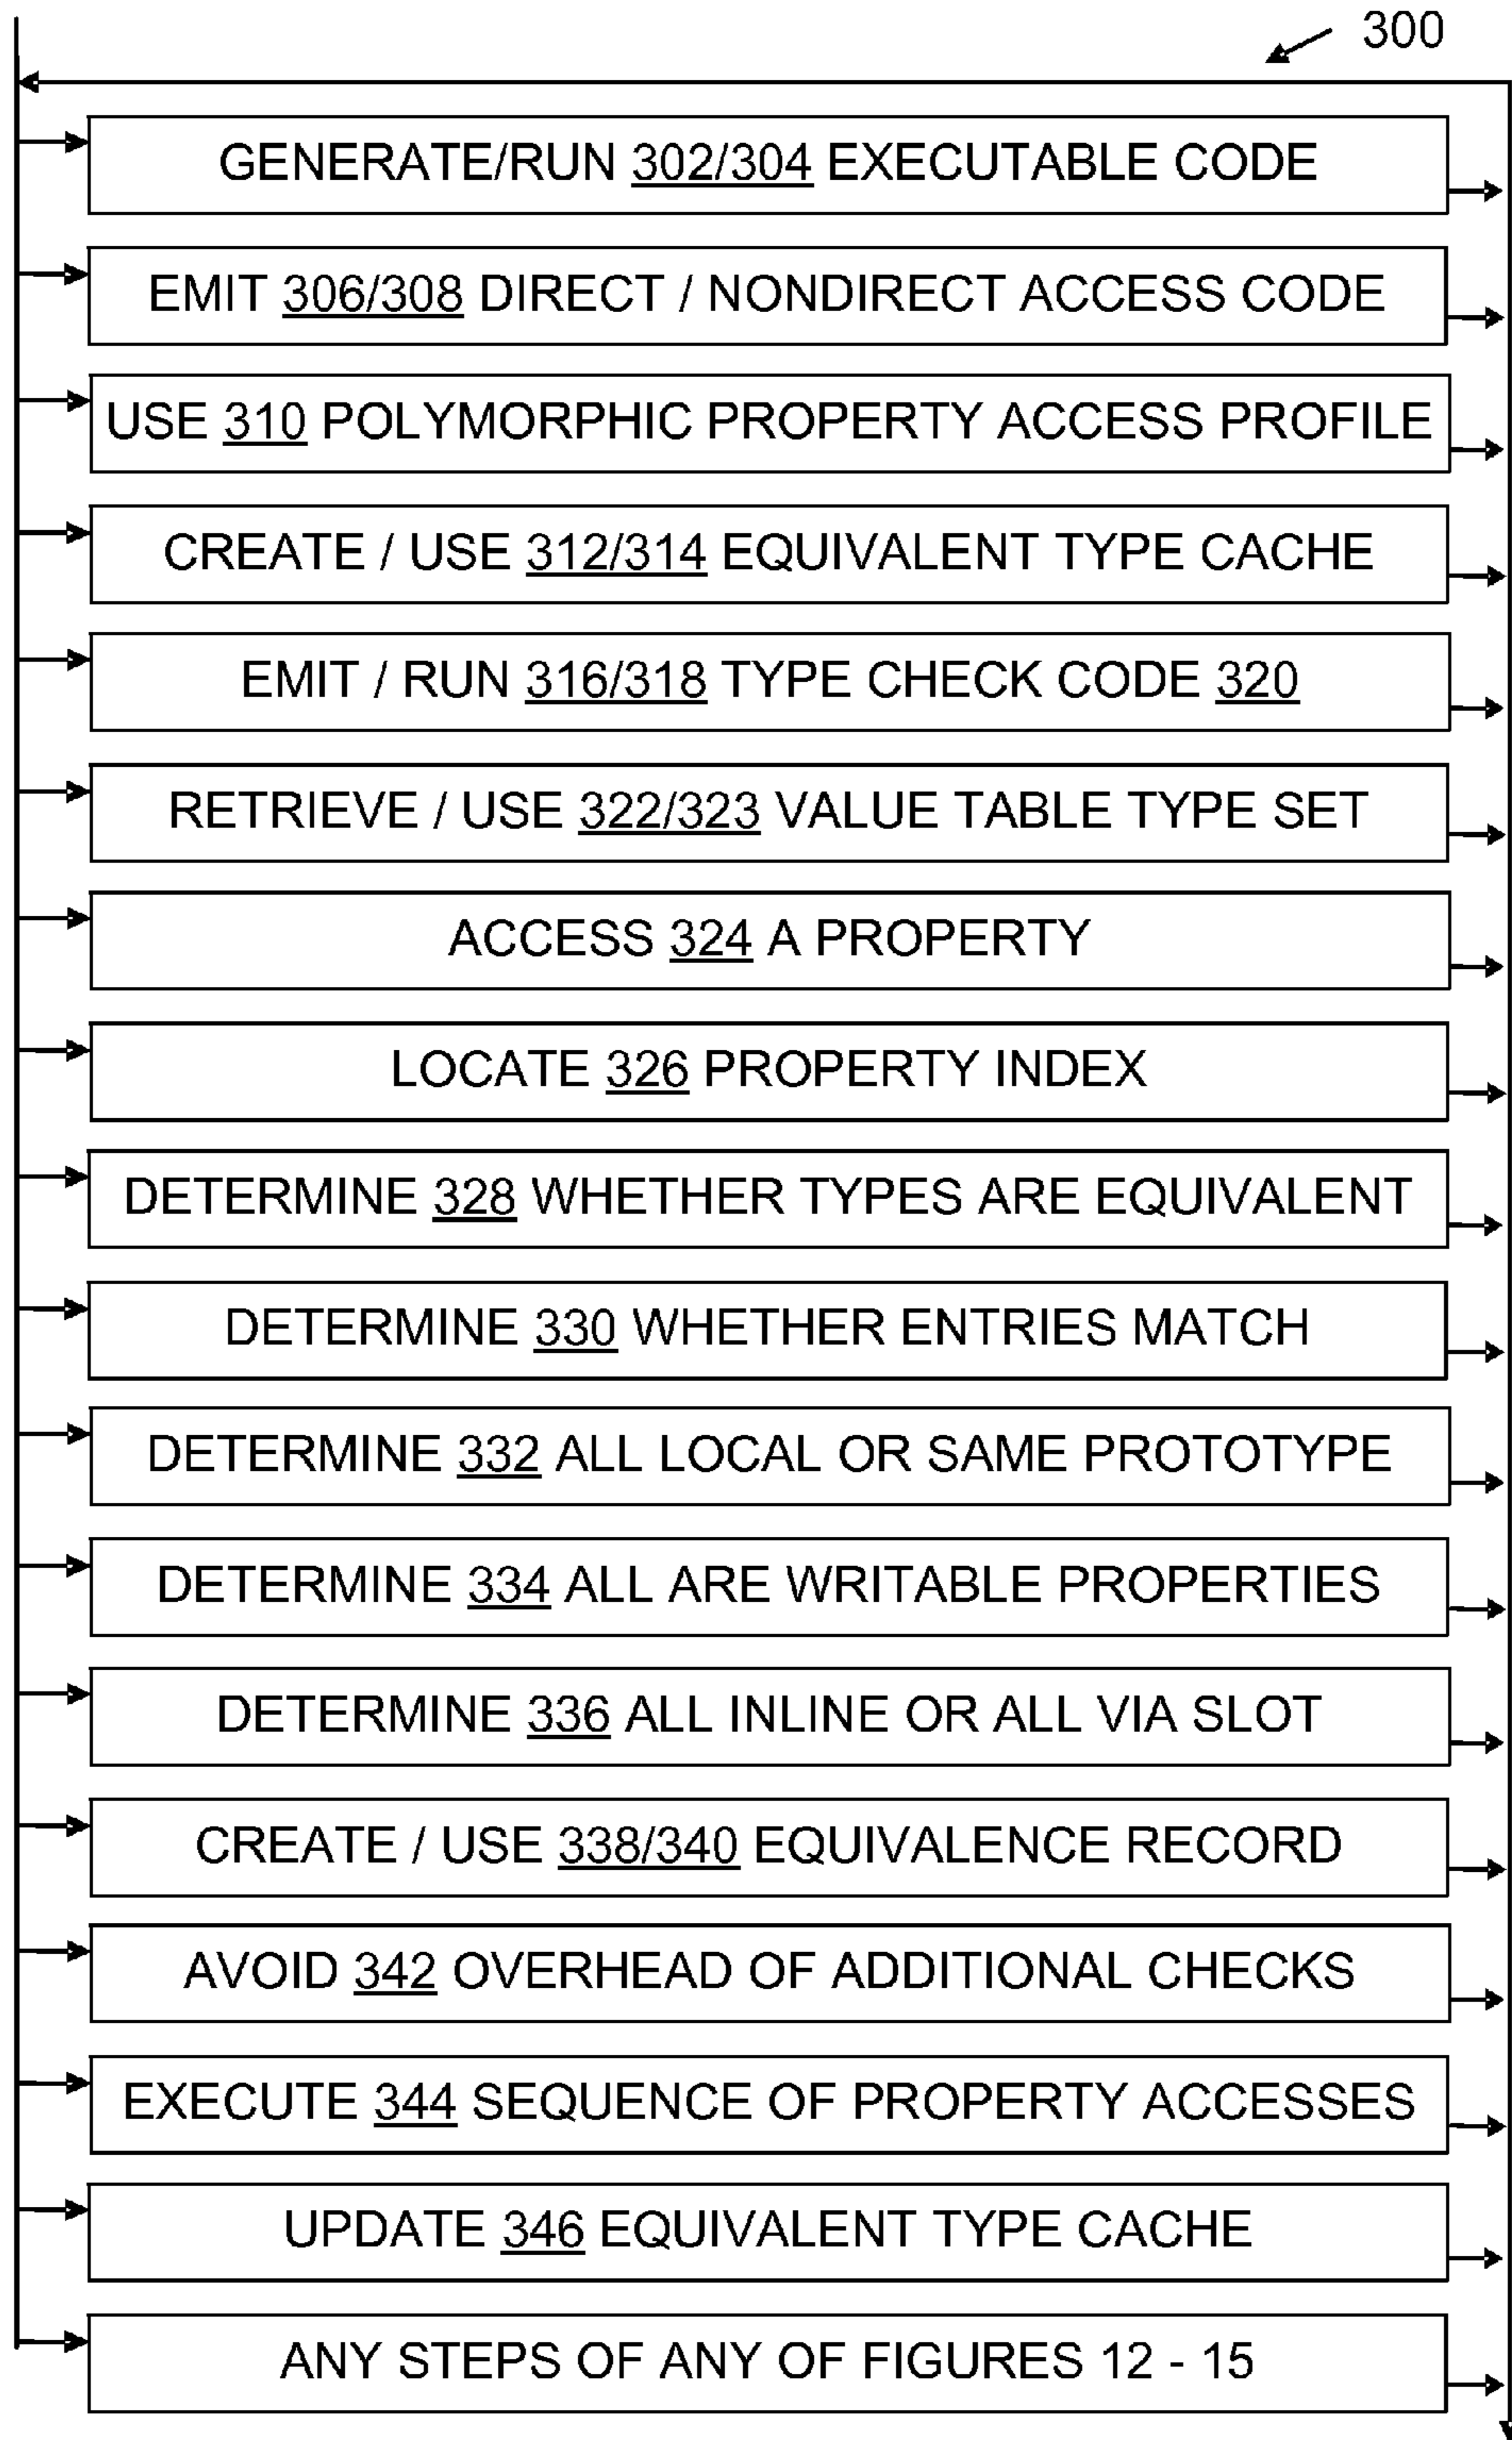 300
GENERATE/RUN 302/304 EXECUTABLE CODE
EMIT 306/308 DIRECT / NONDIRECT ACCESS CODE
USE 310 POLYMORPHIC PROPERTY ACCESS PROFILE
CREATE / USE 312/314 EQUIVALENT TYPE CACHE
EMIT / RUN 316/318 TYPE CHECK CODE 320
RETRIEVE / USE 322/323 VALUE TABLE TYPE SET
ACCESS 324 A PROPERTY
LOCATE 326 PROPERTY INDEX
DETERMINE 328 WHETHER TYPES ARE EQUIVALENT
DETERMINE 330 WHETHER ENTRIES MATCH
DETERMINE 332 ALL LOCAL OR SAME PROTOTYPE
DETERMINE 334 ALL ARE WRITABLE PROPERTIES
DETERMINE 336 ALL INLINE OR ALL VIA SLOT
CREATE / USE 338/340 EQUIVALENCE RECORD
AVOID 342 OVERHEAD OF ADDITIONAL CHECKS
EXECUTE 344 SEQUENCE OF PROPERTY ACCESSES
UPDATE 346 EQUIVALENT TYPE CACHE
ANY STEPS OF ANY OF FIGURES 12 - 15